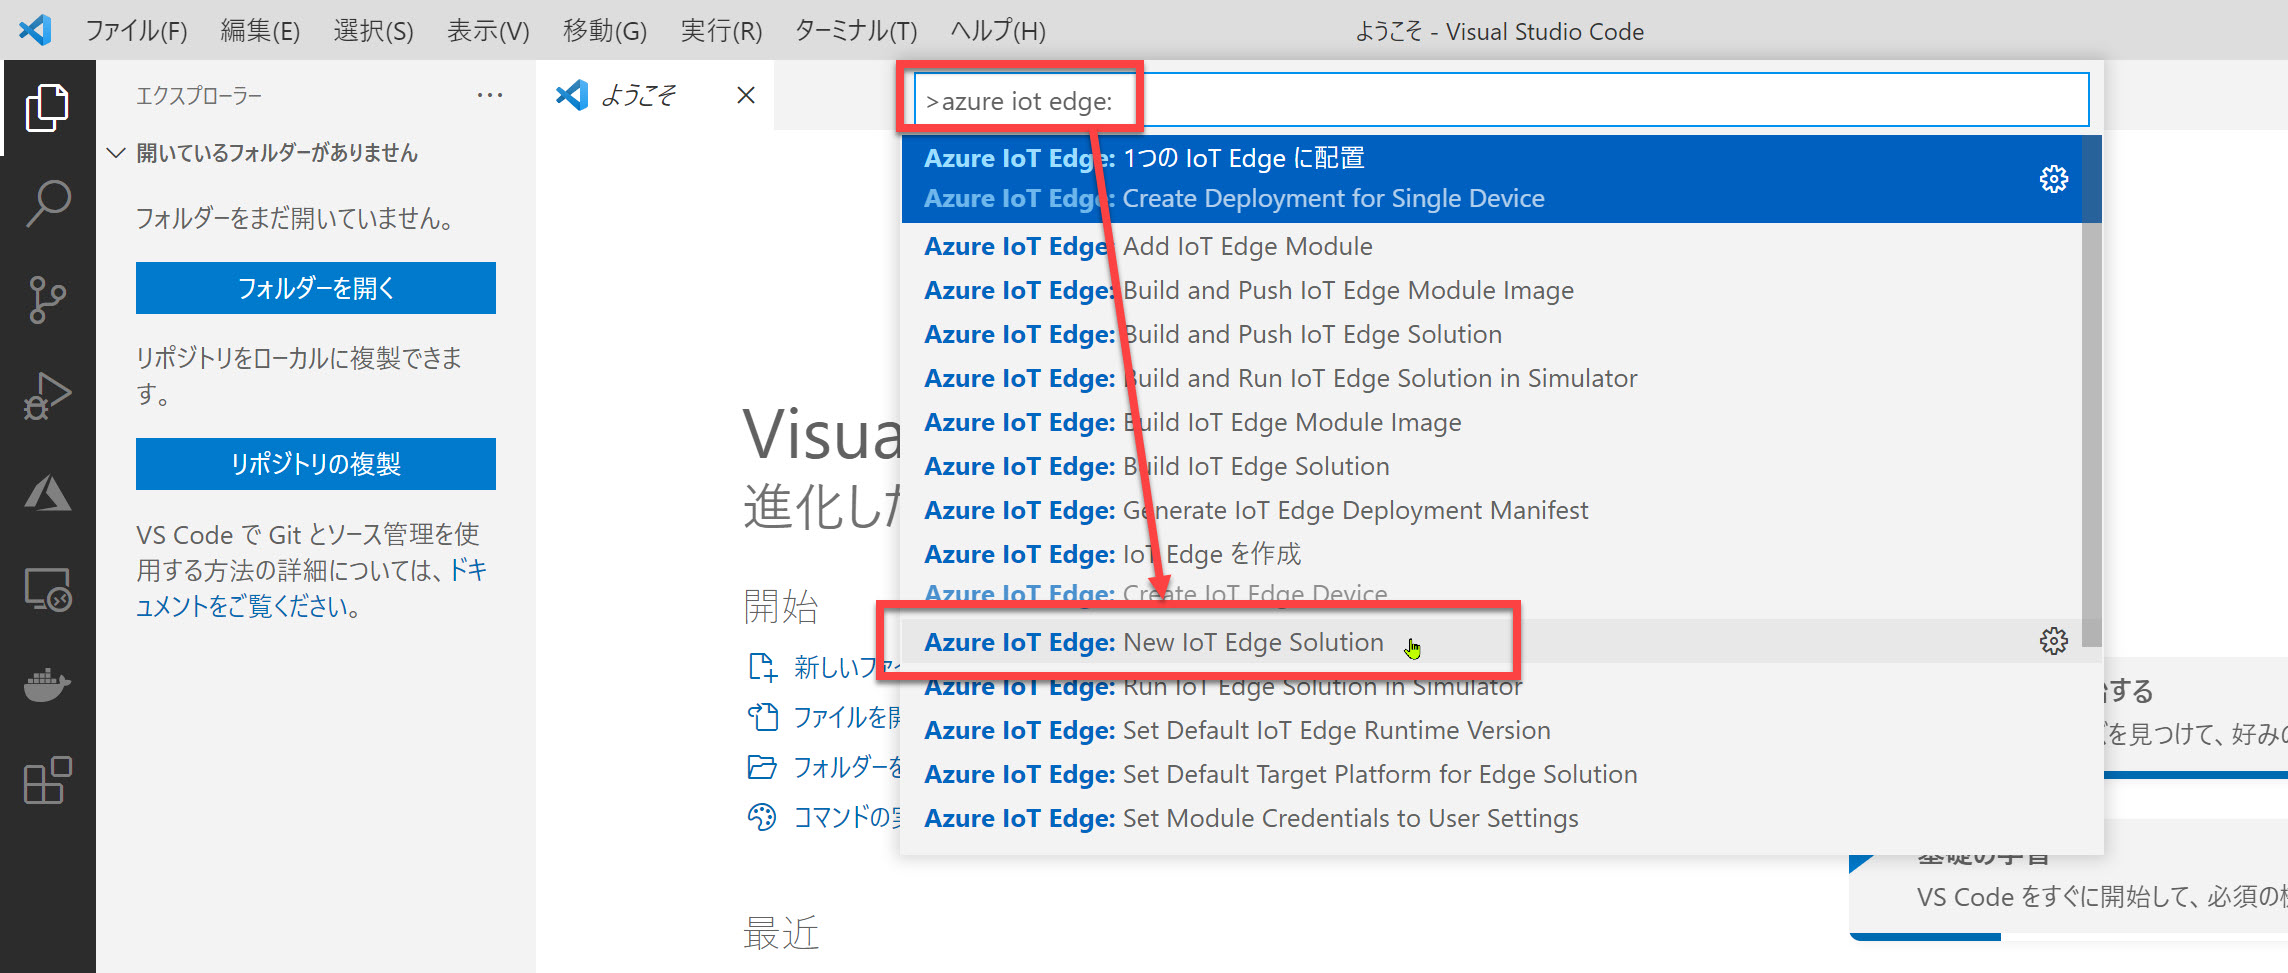 ファイル(F) 編集(E) 選択(S) 表示(V) 移動(G) 実行(R) ターミナル(T) ヘルプ(H) ようこそ - Visual Studio Code
エクスプローラー
開いているフォルダーがありません
フォルダーをまだ開いていません。
フォルダーを開く
リポジトリをローカルに複製できま
す。
リポジトリの複製
VS Code で Git とソース管理を使
用する方法の詳細については、ドキ
ュメントをご覧ください。
ようこそ
>azure iot edge:
Azure IoT Edge: 1つの IoT Edge に配置
Azure IoT Edge: Create Deployment for Single Device
Azure IoT Edge: Add IoT Edge Module
Azure IoT Edge: Build and Push IoT Edge Module Image
Azure IoT Edge: Build and Push IoT Edge Solution
Azure IoT Edge: Build and Run IoT Edge Solution in Simulator
Azure IoT Edge: Build IoT Edge Module Image
Azure IoT Edge: Build IoT Edge Solution
Azure IoT Edge: Generate IoT Edge Deployment Manifest
Azure IoT Edge: IoT Edge を作成
Azure IoT Edge: Create IoT Edge Device
Azure IoT Edge: New IoT Edge Solution
Azure IoT Edge: Run IoT Edge Solution in Simulator
Azure IoT Edge: Set Default IoT Edge Runtime Version
Azure IoT Edge: Set Default Target Platform for Edge Solution
Azure IoT Edge: Set Module Credentials to User Settings
Visua
進化し
開始
新しいファ
ファイルを開
フォルダーを
コマンドの
最近
する
を見つけて、好みの
基礎の学習
VS Code をすぐに開始して、必須の